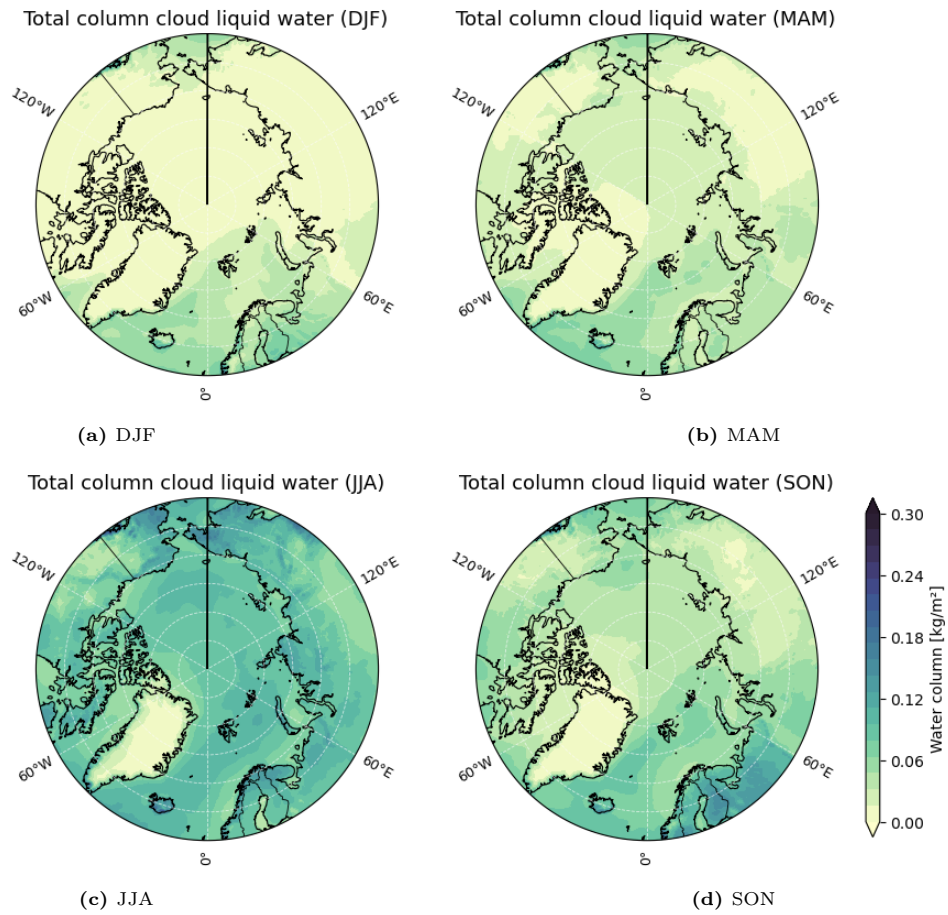 Total column cloud liquid water (DJF)
Total column cloud liquid water (MAM)
120°W
120°E
60°W
60°E
0°
120°W
120°E
60°W
60°E
0°
(a) DJF
(b) MAM
Total column cloud liquid water (JJA)
Total column cloud liquid water (SON)
120°W
120°E
60°W
60°E
0°
120°W
120°E
60°W
60°E
0°
0.30
0.24
0.18
0.12
0.06
0.00
Water column [kg/m²]
(c) JJA
(d) SON